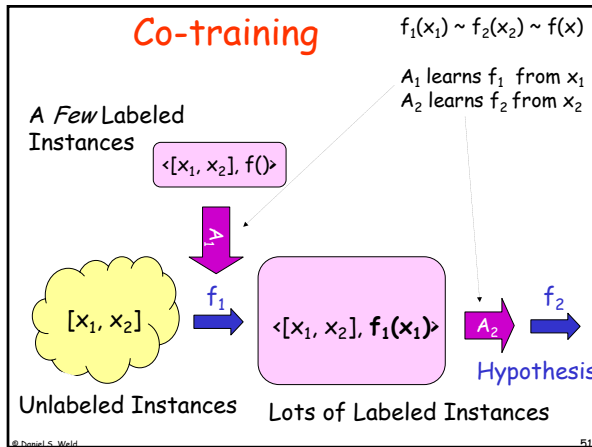 Co-training
f₁(x₁) ~ f₂(x₂) ~ f(x)
A₁ learns f₁ from x₁
A₂ learns f₂ from x₂
A Few Labeled
Instances
<[x₁, x₂], f()>
A₁
[x₁, x₂]
f₁
<[x₁, x₂], f₁(x₁)>
A₂
f₂
Hypothesis
Unlabeled Instances
Lots of Labeled Instances
© Daniel S. Weld
51